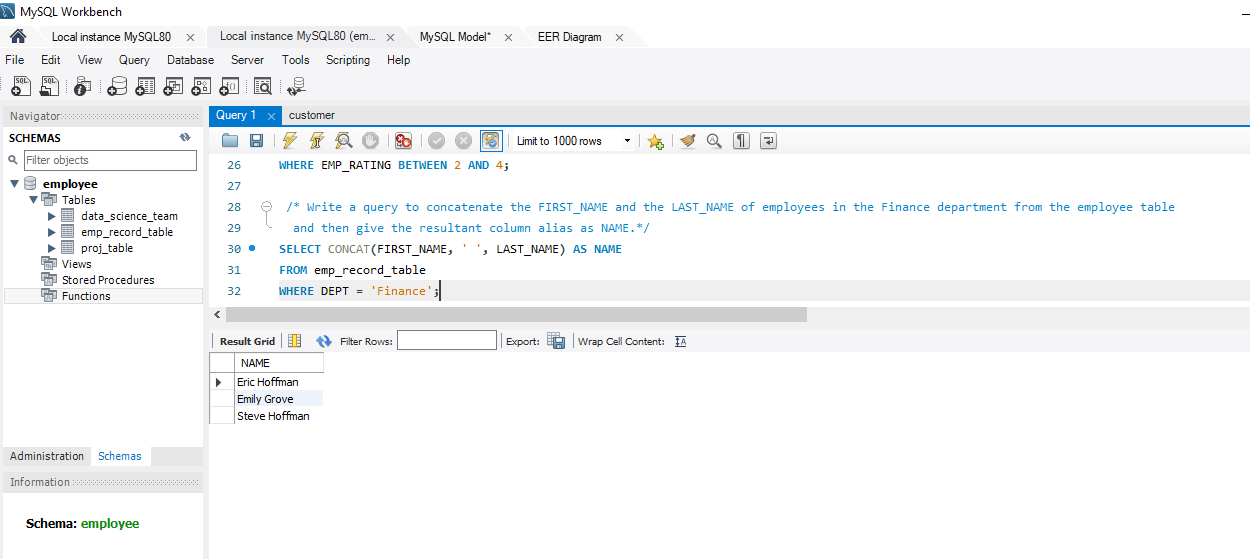 MySQL Workbench
Local instance MySQL80 × Local instance MySQL80 (em... × MySQL Model* × EER Diagram ×
File Edit View Query Database Server Tools Scripting Help
Navigator
Query 1 × customer
SCHEMAS
Limit to 1000 rows
Filter objects
employee
Tables
data_science_team
emp_record_table
proj_table
Views
Stored Procedures
Functions
26 WHERE EMP_RATING BETWEEN 2 AND 4;
27
28 /* Write a query to concatenate the FIRST_NAME and the LAST_NAME of employees in the Finance department from the employee table
29 and then give the resultant column alias as NAME.*/
30 SELECT CONCAT(FIRST_NAME, ' ', LAST_NAME) AS NAME
31 FROM emp_record_table
32 WHERE DEPT = 'Finance';
Result Grid Filter Rows: Export: Wrap Cell Content:
NAME
Eric Hoffman
Emily Grove
Steve Hoffman
Administration Schemas
Information
Schema: employee